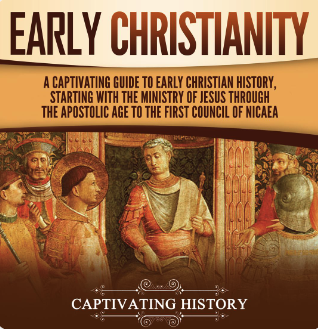 EARLY CHRISTIANITY
A CAPTIVATING GUIDE TO EARLY CHRISTIAN HISTORY,
STARTING WITH THE MINISTRY OF JESUS THROUGH
THE APOSTOLIC AGE TO THE FIRST COUNCIL OF NICAEA
CAPTIVATING HISTORY